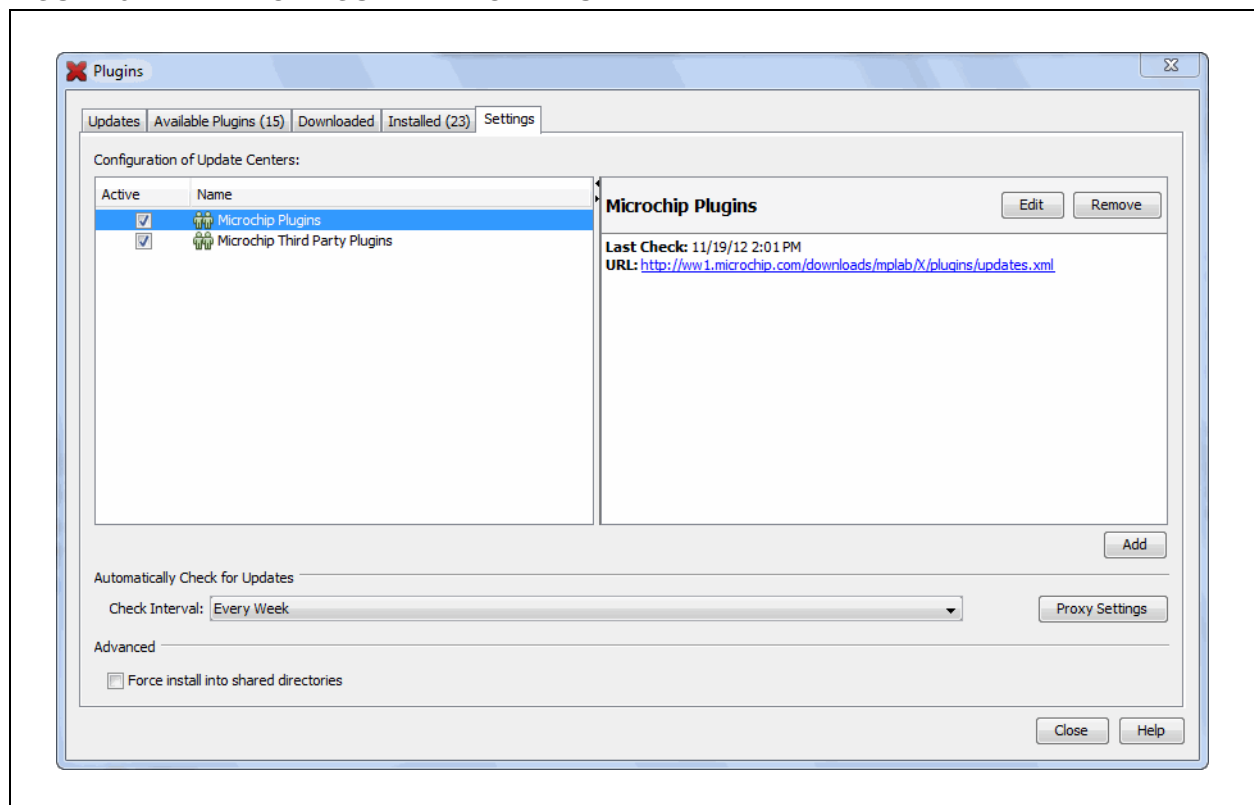 Plugins
Updates Available Plugins (15) Downloaded Installed (23) Settings
Configuration of Update Centers:
Active Name
Microchip Plugins
Microchip Third Party Plugins
Microchip Plugins Edit Remove
Last Check: 11/19/12 2:01 PM
URL: http://ww1.microchip.com/downloads/mplab/X/plugins/updates.xml
Add
Automatically Check for Updates
Check Interval: Every Week Proxy Settings
Advanced
Force install into shared directories
Close Help